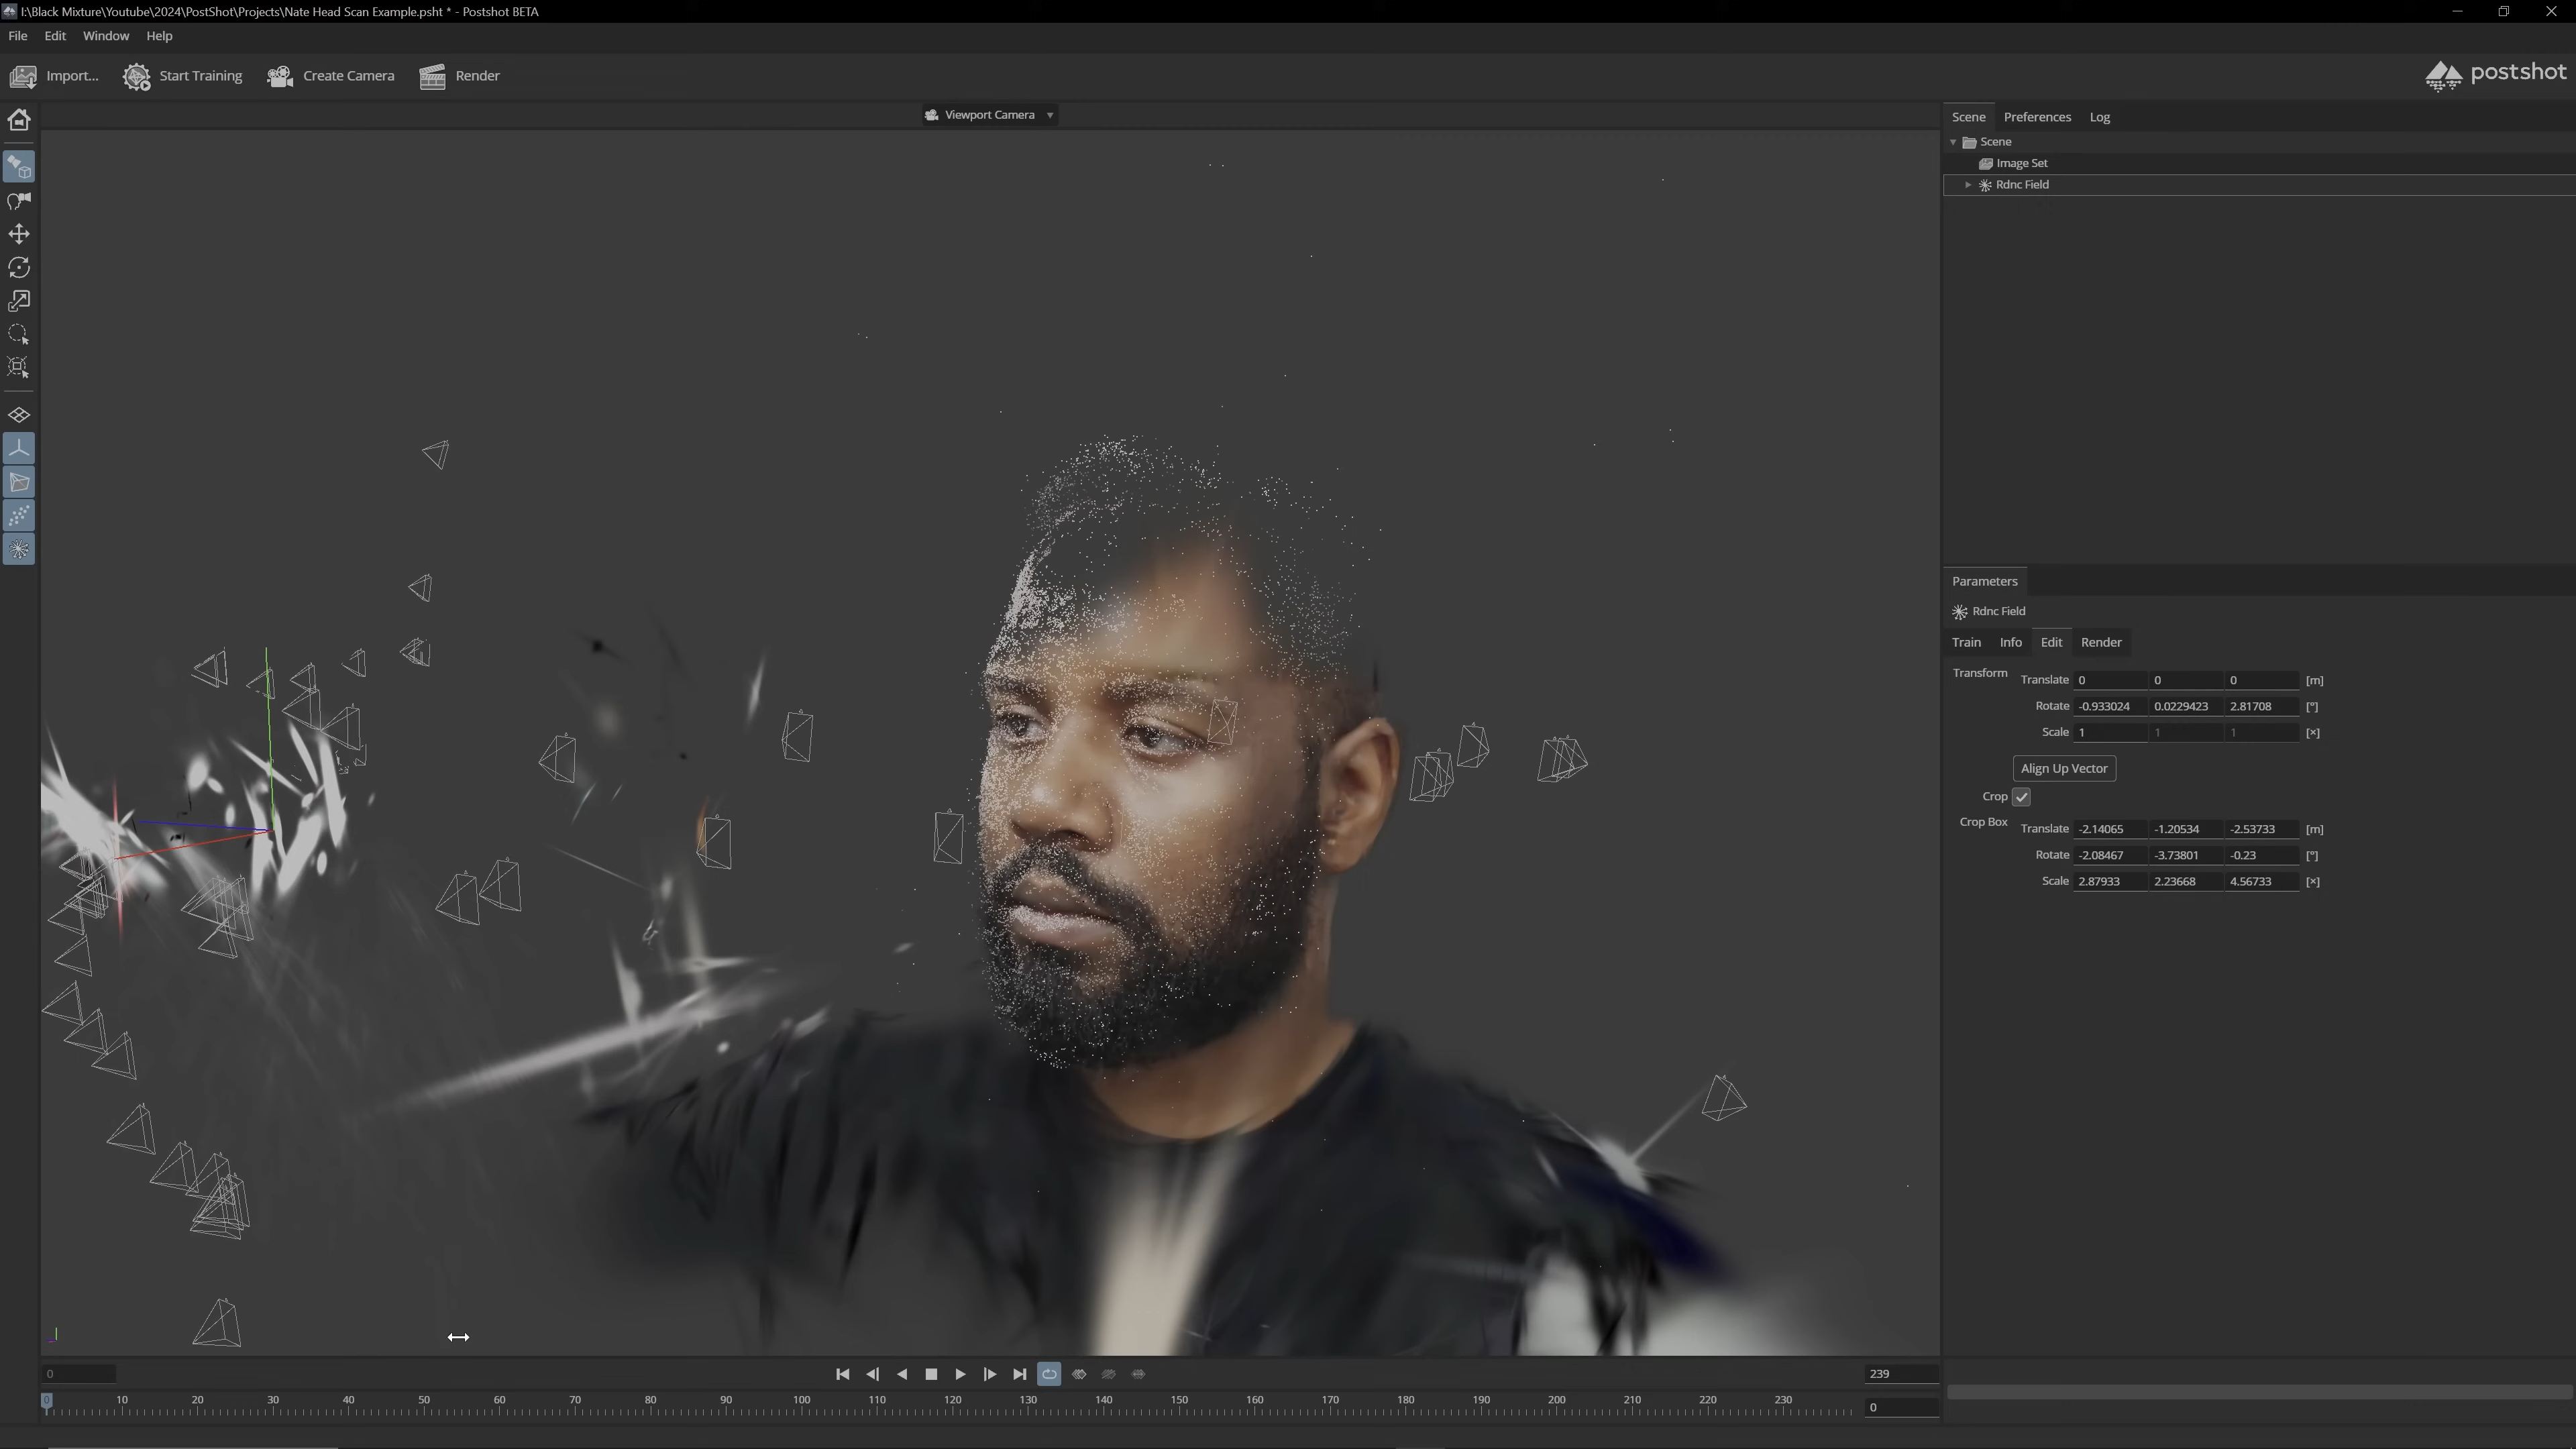 I:\Black Mixture\Youtube\2024\PostShot\Projects\Nate Head Scan Example.psht * - Postshot BETA
File Edit Window Help
Import... Start Training Create Camera Render
postshot
Viewport Camera
Scene Preferences Log
Scene
Image Set
Rdnc Field
Parameters
Rdnc Field
Train Info Edit Render
Transform Translate 0 0 0 [m]
Rotate -0.933024 0.0229423 2.81708 [°]
Scale 1 1 1 [×]
Align Up Vector
Crop
Crop Box Translate -2.14065 -1.20534 -2.53733 [m]
Rotate -2.08467 -3.73801 -0.23 [°]
Scale 2.87933 2.23668 4.56733 [×]
0 239
0 10 20 30 40 50 60 70 80 90 100 110 120 130 140 150 160 170 180 190 200 210 220 230 0